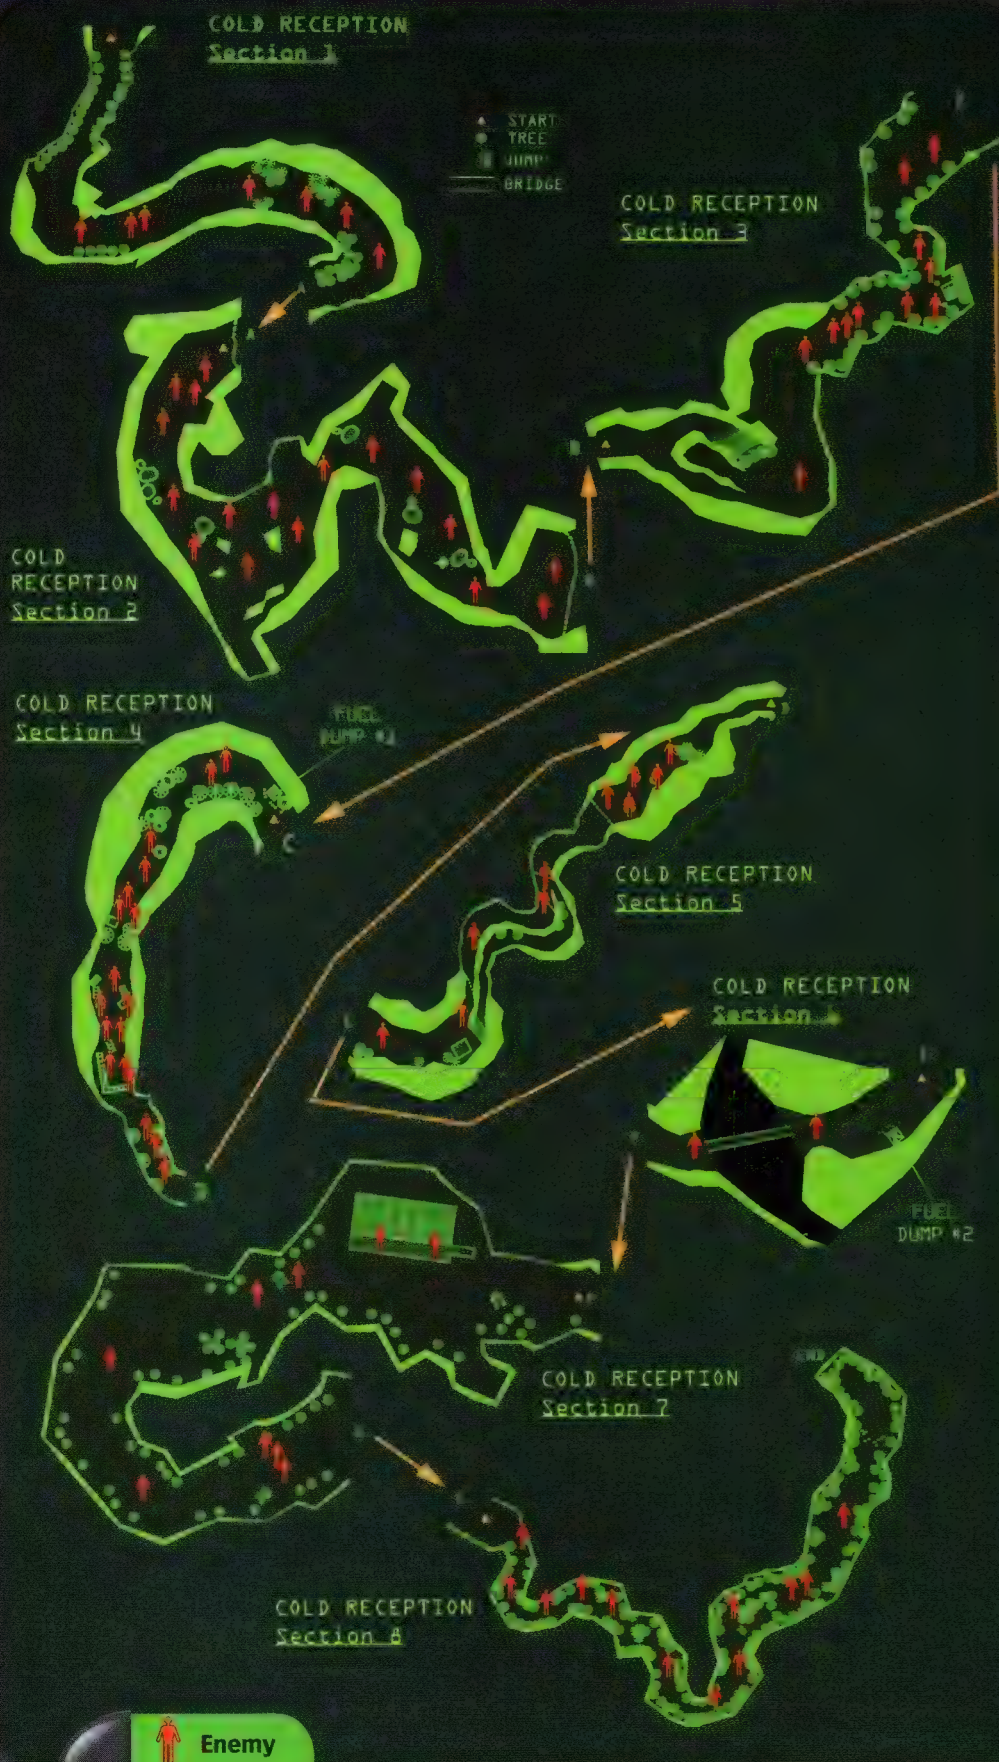 COLD RECEPTION
Section 1
START
TREE
JUMP
BRIDGE
COLD RECEPTION
Section 3
COLD
RECEPTION
Section 2
COLD RECEPTION
Section 4
FUEL
DUMP #1
C
COLD RECEPTION
Section 5
COLD RECEPTION
Section 6
FUEL
DUMP #2
COLD RECEPTION
Section 7
END
COLD RECEPTION
Section 8
Enemy